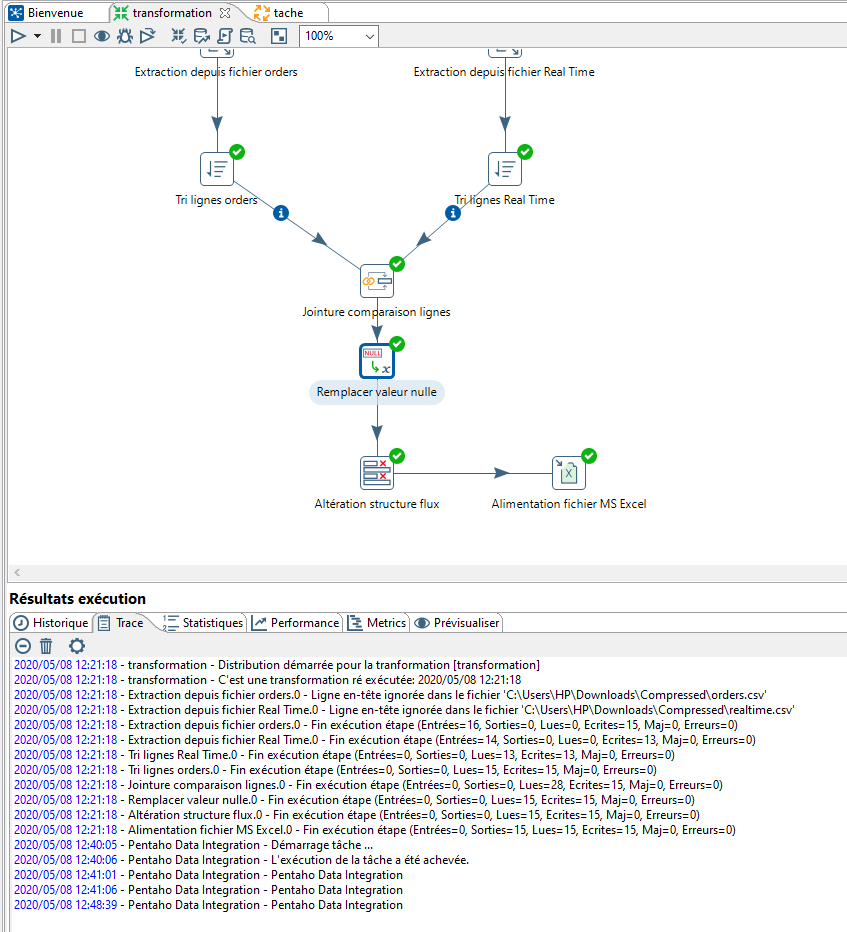 Bienvenue
transformation
tache
100%
Extraction depuis fichier orders
Extraction depuis fichier Real Time
Tri lignes orders
Tri lignes Real Time
Jointure comparaison lignes
NULL
x
Remplacer valeur nulle
X
Altération structure flux
Alimentation fichier MS Excel
Résultats exécution
Historique
Trace
Statistiques
Performance
Metrics
Prévisualiser
2020/05/08 12:21:18 - transformation - Distribution démarrée pour la tranformation [transformation]
2020/05/08 12:21:18 - transformation - C'est une transformation ré exécutée: 2020/05/08 12:21:18
2020/05/08 12:21:18 - Extraction depuis fichier orders.0 - Ligne en-tête ignorée dans le fichier 'C:\Users\HP\Downloads\Compressed\orders.csv'
2020/05/08 12:21:18 - Extraction depuis fichier Real Time.0 - Ligne en-tête ignorée dans le fichier 'C:\Users\HP\Downloads\Compressed\realtime.csv'
2020/05/08 12:21:18 - Extraction depuis fichier orders.0 - Fin exécution étape (Entrées=16, Sorties=0, Lues=0, Ecrites=15, Maj=0, Erreurs=0)
2020/05/08 12:21:18 - Extraction depuis fichier Real Time.0 - Fin exécution étape (Entrées=14, Sorties=0, Lues=0, Ecrites=13, Maj=0, Erreurs=0)
2020/05/08 12:21:18 - Tri lignes Real Time.0 - Fin exécution étape (Entrées=0, Sorties=0, Lues=13, Ecrites=13, Maj=0, Erreurs=0)
2020/05/08 12:21:18 - Tri lignes orders.0 - Fin exécution étape (Entrées=0, Sorties=0, Lues=15, Ecrites=15, Maj=0, Erreurs=0)
2020/05/08 12:21:18 - Jointure comparaison lignes.0 - Fin exécution étape (Entrées=0, Sorties=0, Lues=28, Ecrites=15, Maj=0, Erreurs=0)
2020/05/08 12:21:18 - Remplacer valeur nulle.0 - Fin exécution étape (Entrées=0, Sorties=0, Lues=15, Ecrites=15, Maj=0, Erreurs=0)
2020/05/08 12:21:18 - Altération structure flux.0 - Fin exécution étape (Entrées=0, Sorties=0, Lues=15, Ecrites=15, Maj=0, Erreurs=0)
2020/05/08 12:21:18 - Alimentation fichier MS Excel.0 - Fin exécution étape (Entrées=0, Sorties=15, Lues=15, Ecrites=15, Maj=0, Erreurs=0)
2020/05/08 12:40:05 - Pentaho Data Integration - Démarrage tâche ...
2020/05/08 12:40:06 - Pentaho Data Integration - L'exécution de la tâche a été achevée.
2020/05/08 12:41:01 - Pentaho Data Integration - Pentaho Data Integration
2020/05/08 12:41:06 - Pentaho Data Integration - Pentaho Data Integration
2020/05/08 12:48:39 - Pentaho Data Integration - Pentaho Data Integration